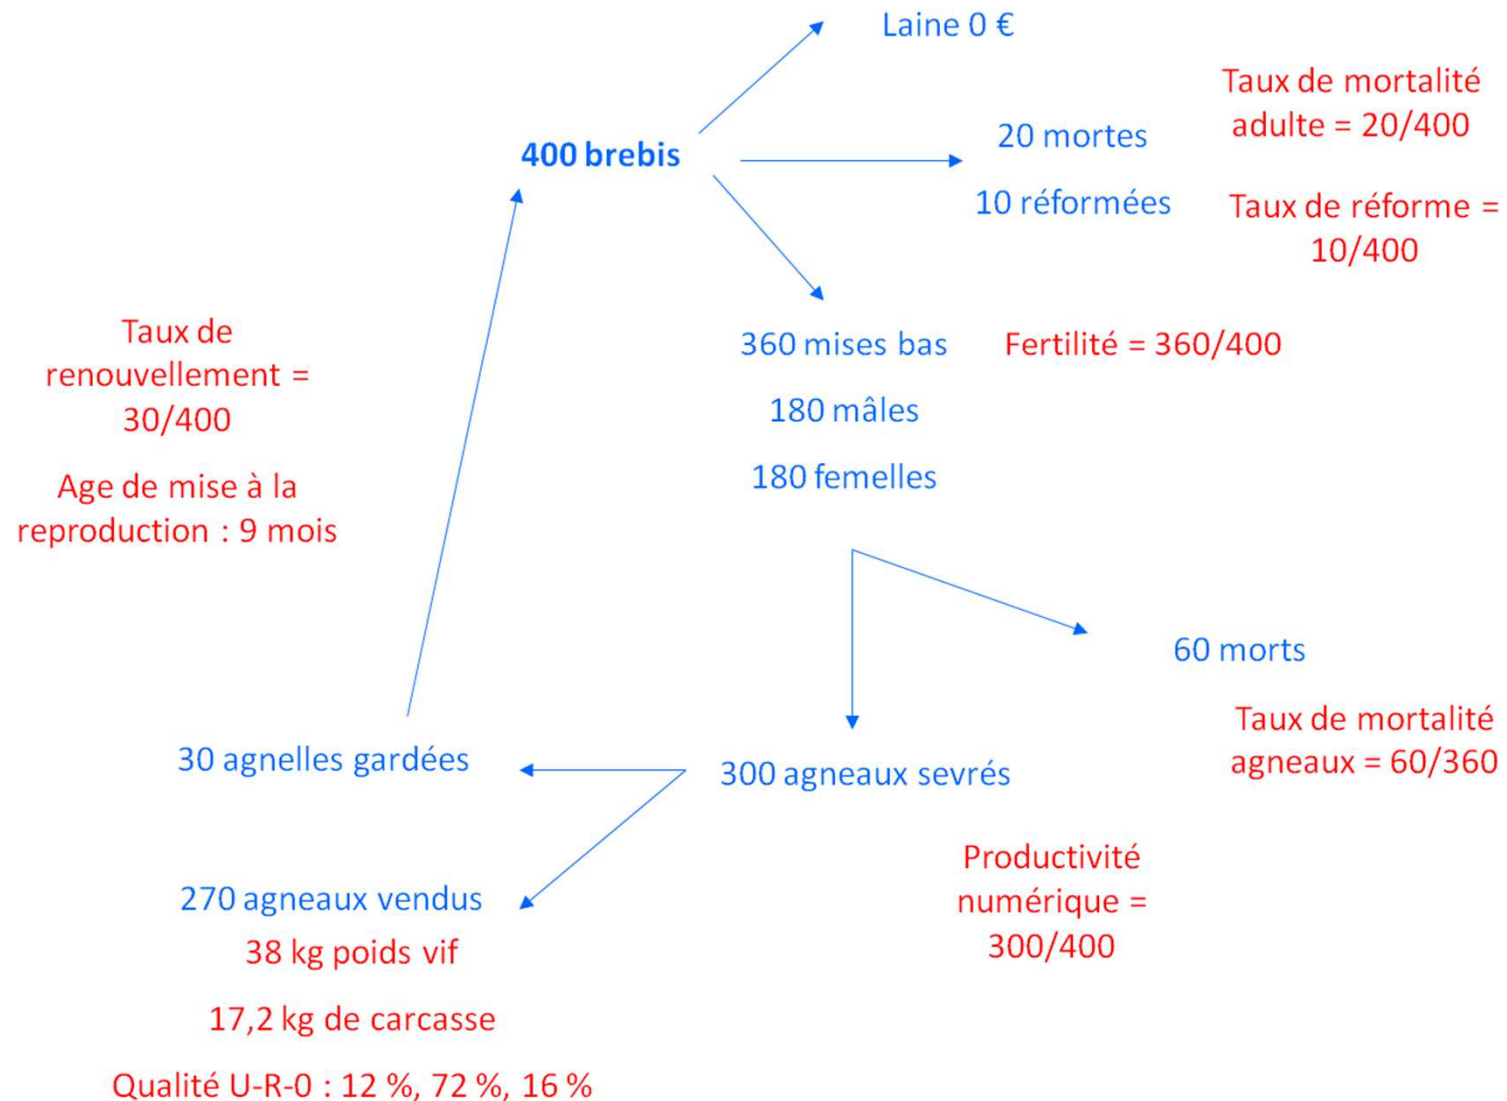 Laine 0 €
Taux de mortalité
adulte = 20/400
20 mortes
400 brebis
10 réformées
Taux de réforme =
10/400
Taux de
renouvellement =
30/400
360 mises bas
Fertilité = 360/400
180 mâles
180 femelles
Age de mise à la
reproduction : 9 mois
60 morts
Taux de mortalité
agneaux = 60/360
30 agnelles gardées
300 agneaux sevrés
Productivité
numérique =
300/400
270 agneaux vendus
38 kg poids vif
17,2 kg de carcasse
Qualité U-R-0 : 12 %, 72 %, 16 %